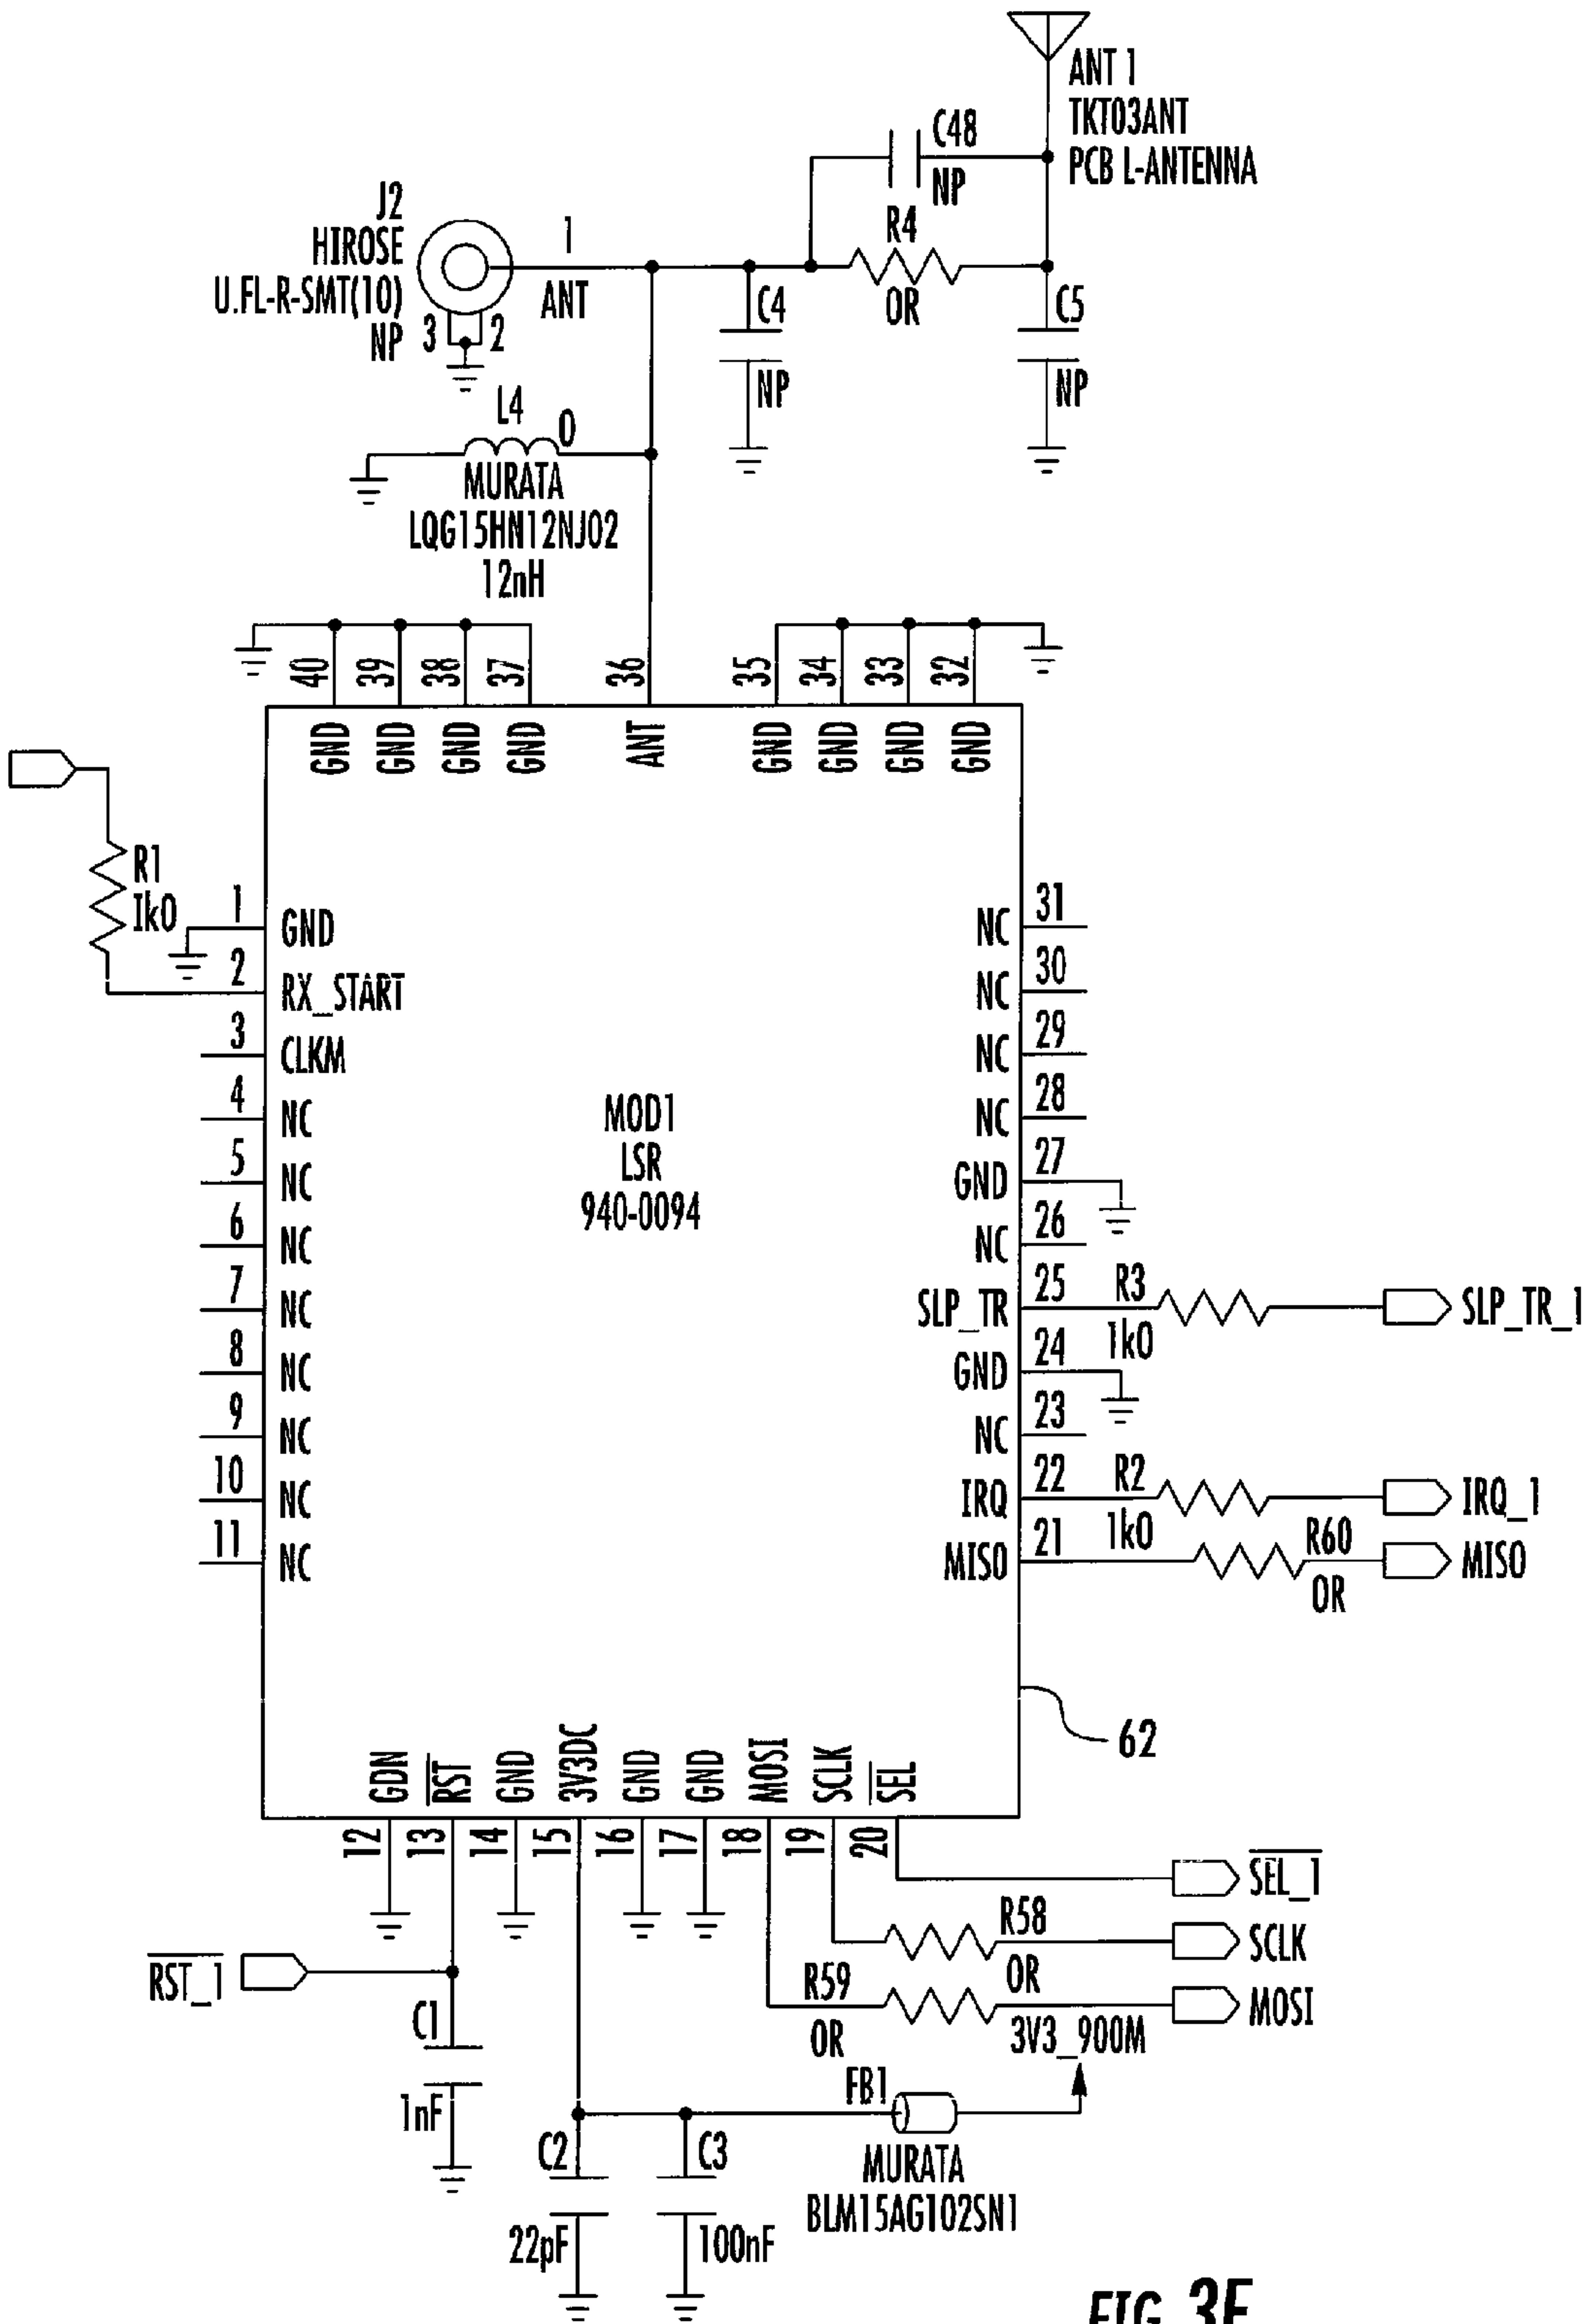 ANT 1
TKT03ANT
PCB L-ANTENNA
C48
NP
J2
HIROSE
U.FL-R-SMT(10)
NP
3
2
1
ANT
R4
0R
C4
NP
C5
NP
L4
0
MURATA
LQG15HN12NJ02
12nH
40
39
38
37
36
35
34
33
32
GND
GND
GND
GND
ANT
GND
GND
GND
GND
R1
1k0
1
GND
2
RX_START
3
CLKM
4
NC
5
NC
6
NC
7
NC
8
NC
9
NC
10
NC
11
NC
MOD1
LSR
940-0094
NC
31
NC
30
NC
29
NC
28
GND
27
NC
26
SLP_TR
25
R3
1k0
SLP_TR_1
GND
24
NC
23
IRQ
22
R2
1k0
IRQ_1
MISO
21
R60
0R
MISO
62
GDN
RST
GND
3V3DC
GND
GND
MOSI
SCLK
SEL
12
13
14
15
16
17
18
19
20
SEL_1
R58
0R
SCLK
R59
0R
MOSI
RST_1
C1
1nF
3V3_900M
FB1
MURATA
BLM15AG102SN1
C2
22pF
C3
100nF